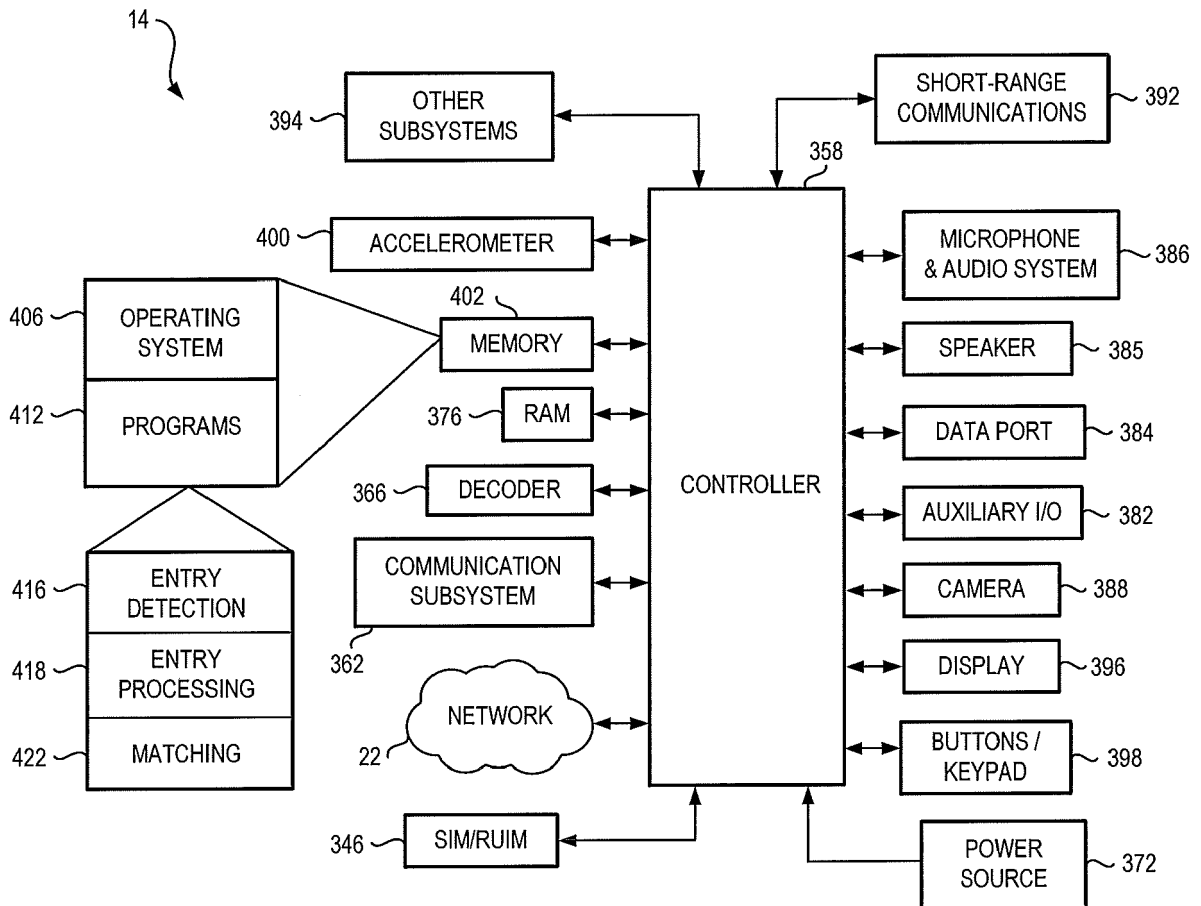 14
394
OTHER
SUBSYSTEMS
SHORT-RANGE
COMMUNICATIONS
392
358
400
ACCELEROMETER
MICROPHONE
& AUDIO SYSTEM
386
406
OPERATING
SYSTEM
402
MEMORY
SPEAKER
385
412
PROGRAMS
376
RAM
DATA PORT
384
366
DECODER
CONTROLLER
AUXILIARY I/O
382
416
ENTRY
DETECTION
COMMUNICATION
SUBSYSTEM
362
CAMERA
388
418
ENTRY
PROCESSING
DISPLAY
396
422
MATCHING
NETWORK
22
BUTTONS /
KEYPAD
398
346
SIM/RUIM
POWER
SOURCE
372